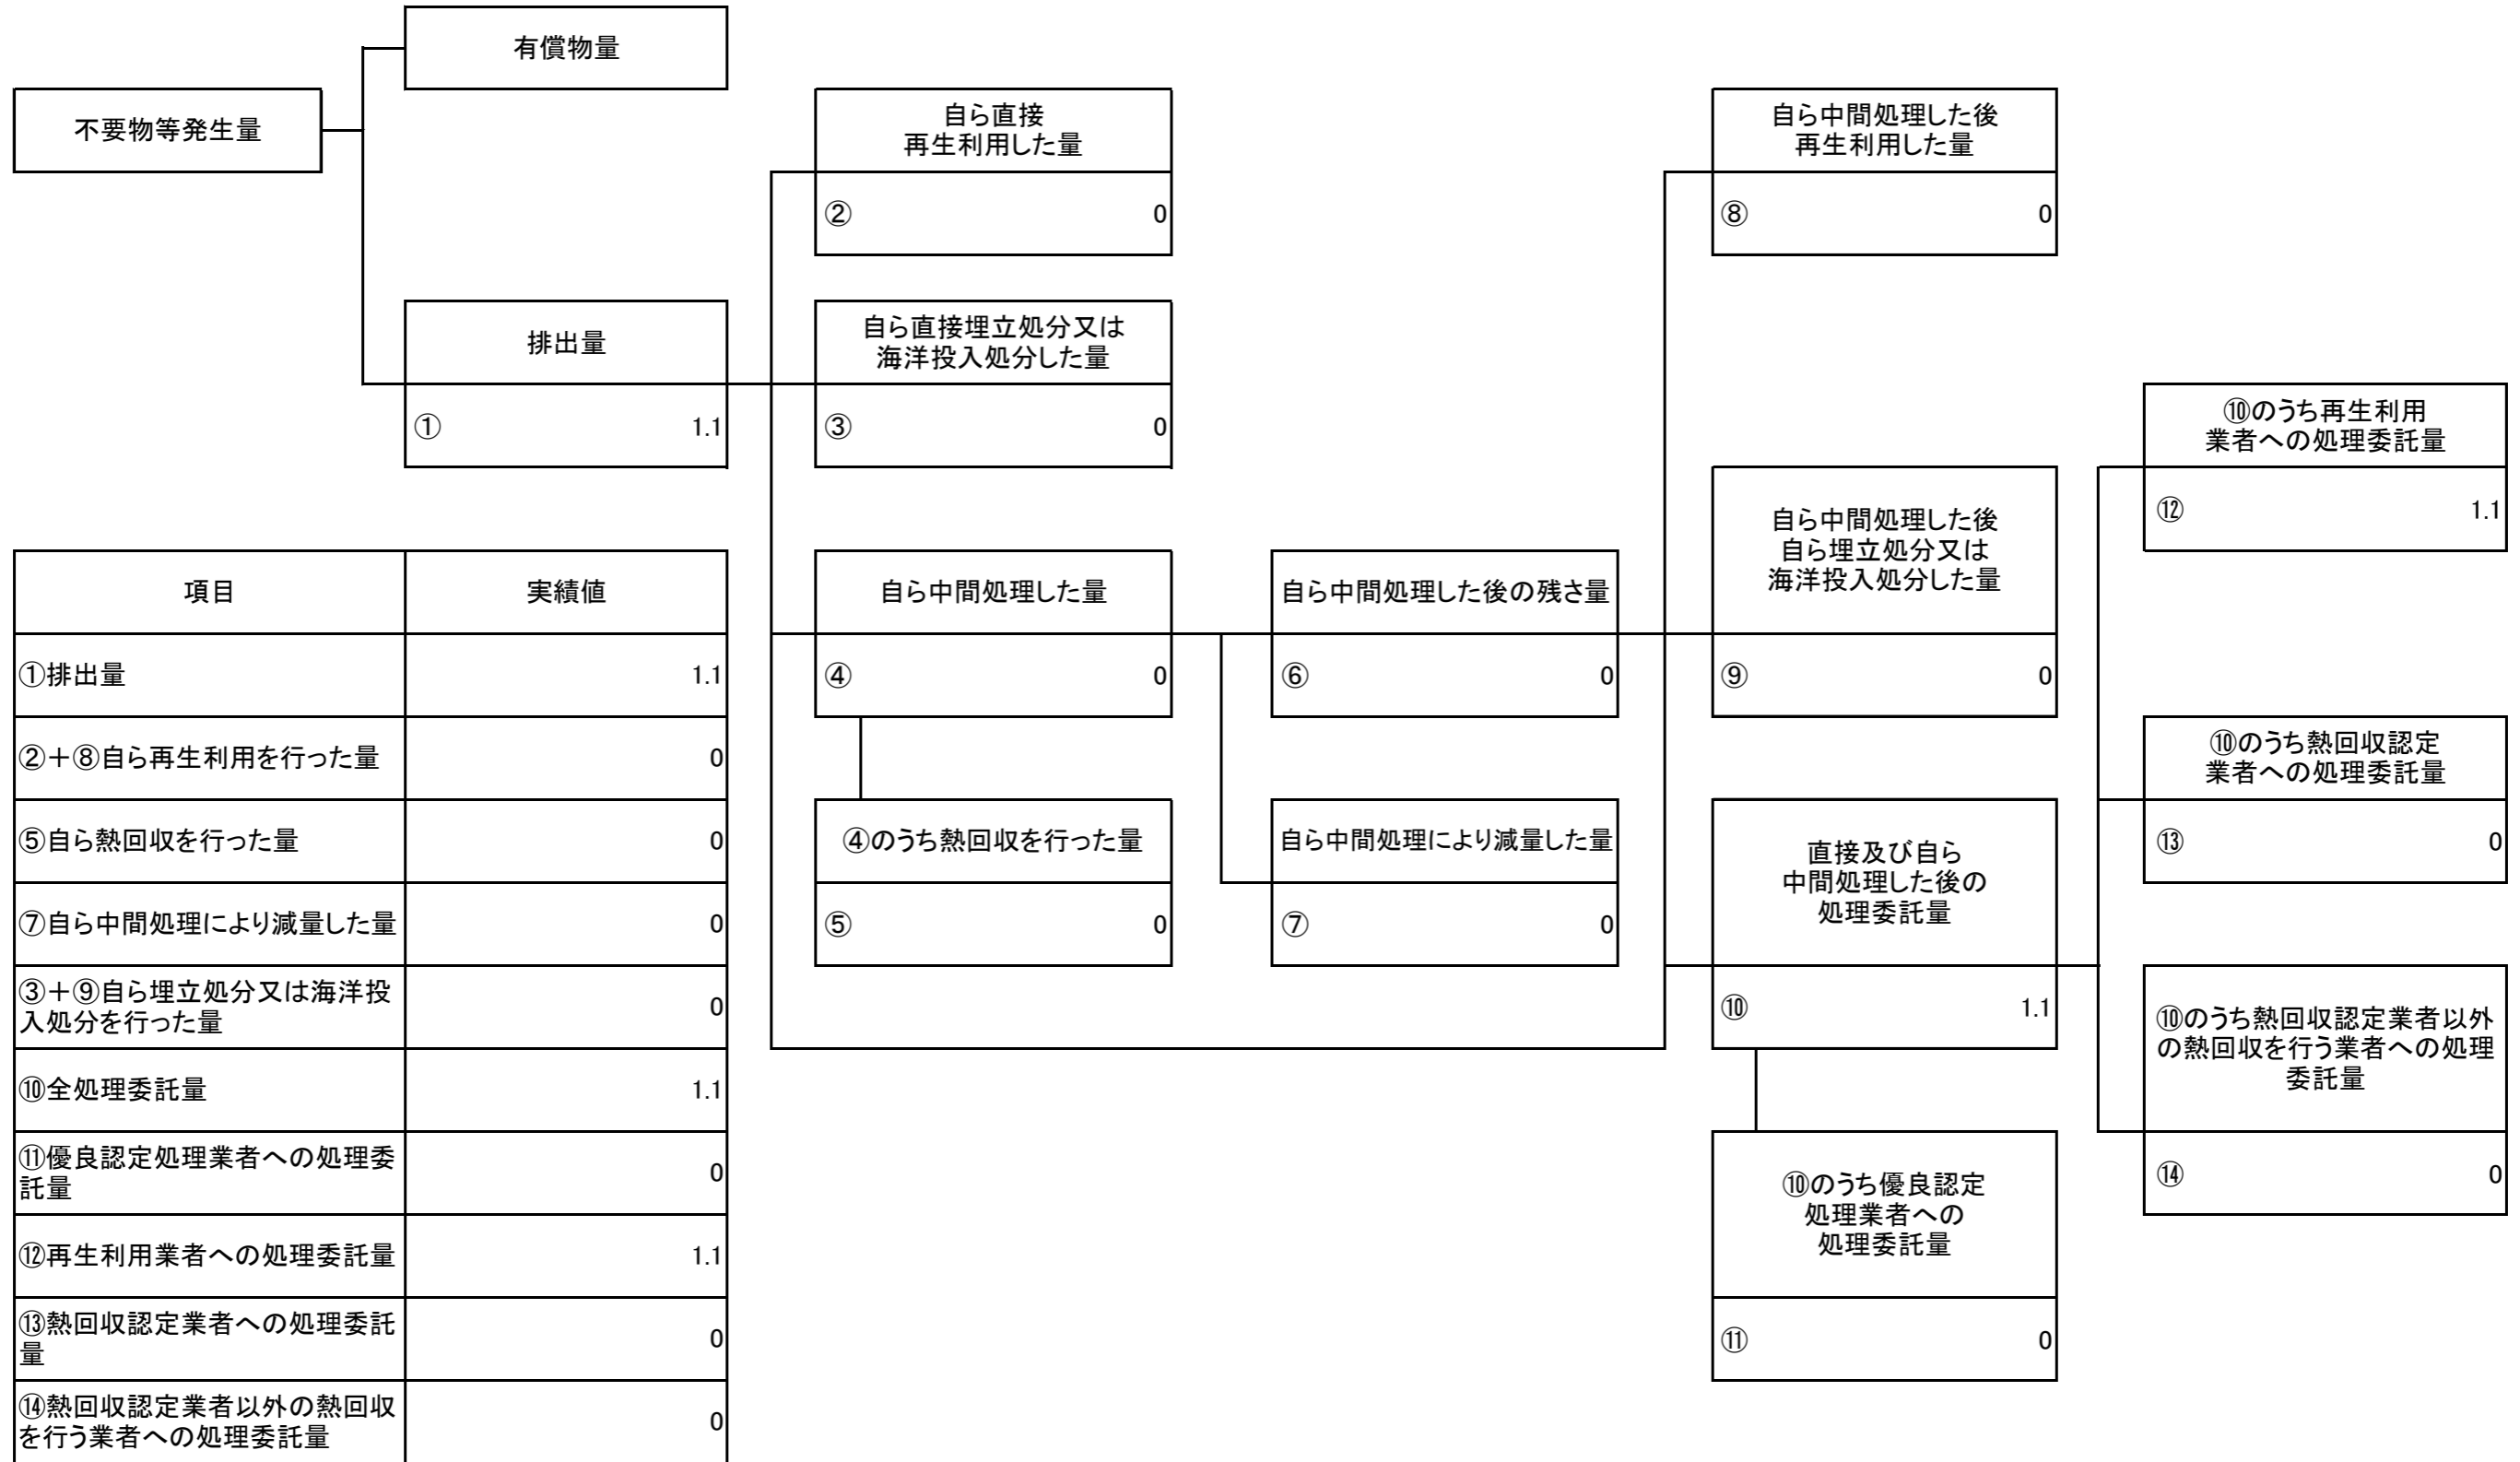 有償物量
不要物等発生量
自ら直接
再生利用した量
② 0
自ら中間処理した後
再生利用した量
⑧ 0
排出量
① 1.1
自ら直接埋立処分又は
海洋投入処分した量
③ 0
⑩のうち再生利用
業者への処理委託量
⑫ 1.1
自ら中間処理した量
④ 0
自ら中間処理した後の残さ量
⑥ 0
自ら中間処理した後
自ら埋立処分又は
海洋投入処分した量
⑨ 0
⑩のうち熱回収認定
業者への処理委託量
⑬ 0
④のうち熱回収を行った量
⑤ 0
自ら中間処理により減量した量
⑦ 0
直接及び自ら
中間処理した後の
処理委託量
⑩ 1.1
⑩のうち熱回収認定業者以外
の熱回収を行う業者への処理
委託量
⑭ 0
⑩のうち優良認定
処理業者への
処理委託量
⑪ 0
項目 実績値
①排出量 1.1
②＋⑧自ら再生利用を行った量 0
⑤自ら熱回収を行った量 0
⑦自ら中間処理により減量した量 0
③＋⑨自ら埋立処分又は海洋投
入処分を行った量 0
⑩全処理委託量 1.1
⑪優良認定処理業者への処理委
託量 0
⑫再生利用業者への処理委託量 1.1
⑬熱回収認定業者への処理委託
量 0
⑭熱回収認定業者以外の熱回収
を行う業者への処理委託量 0